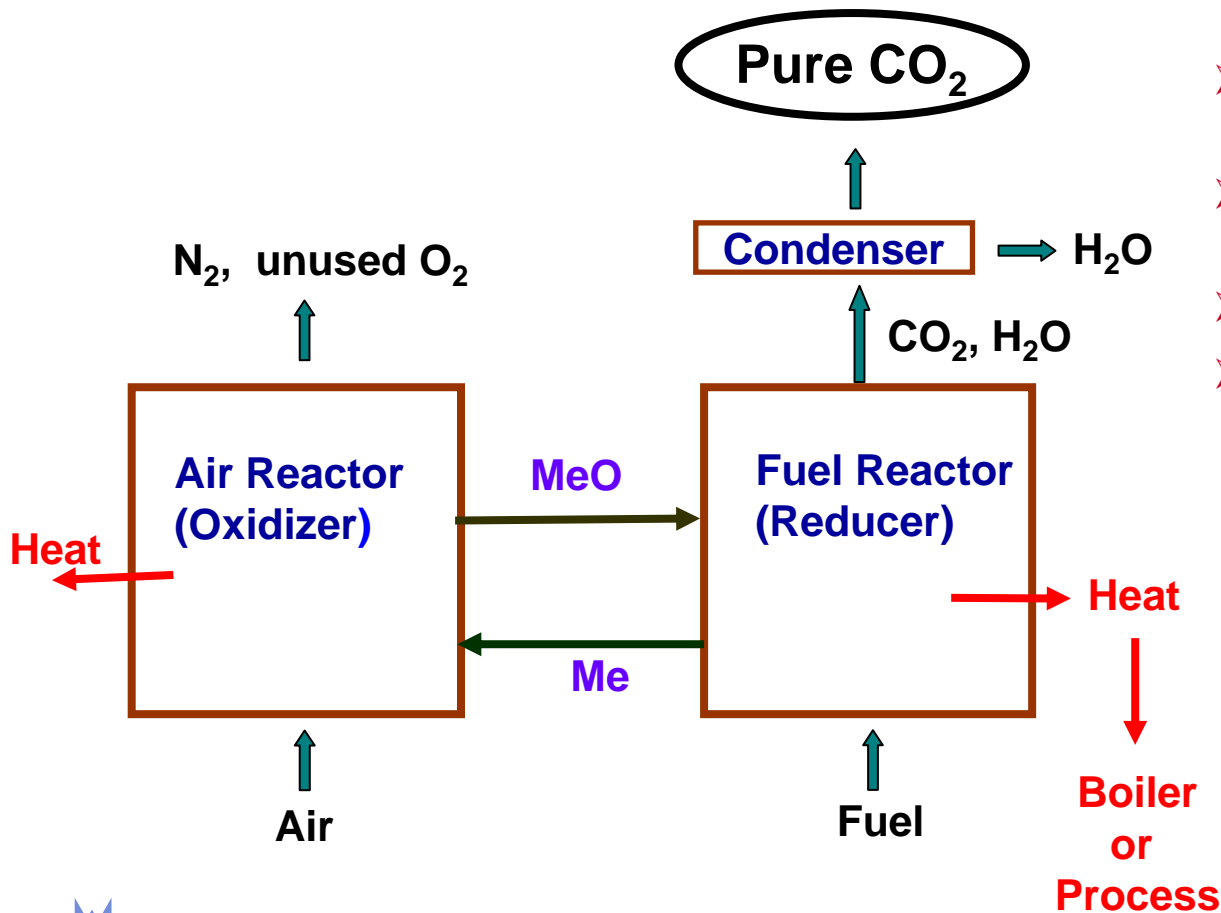 Pure CO₂
Condenser
H₂O
N₂, unused O₂
CO₂, H₂O
Air Reactor
(Oxidizer)
MeO
Fuel Reactor
(Reducer)
Heat
Heat
Me
Air
Fuel
Boiler
or
Process